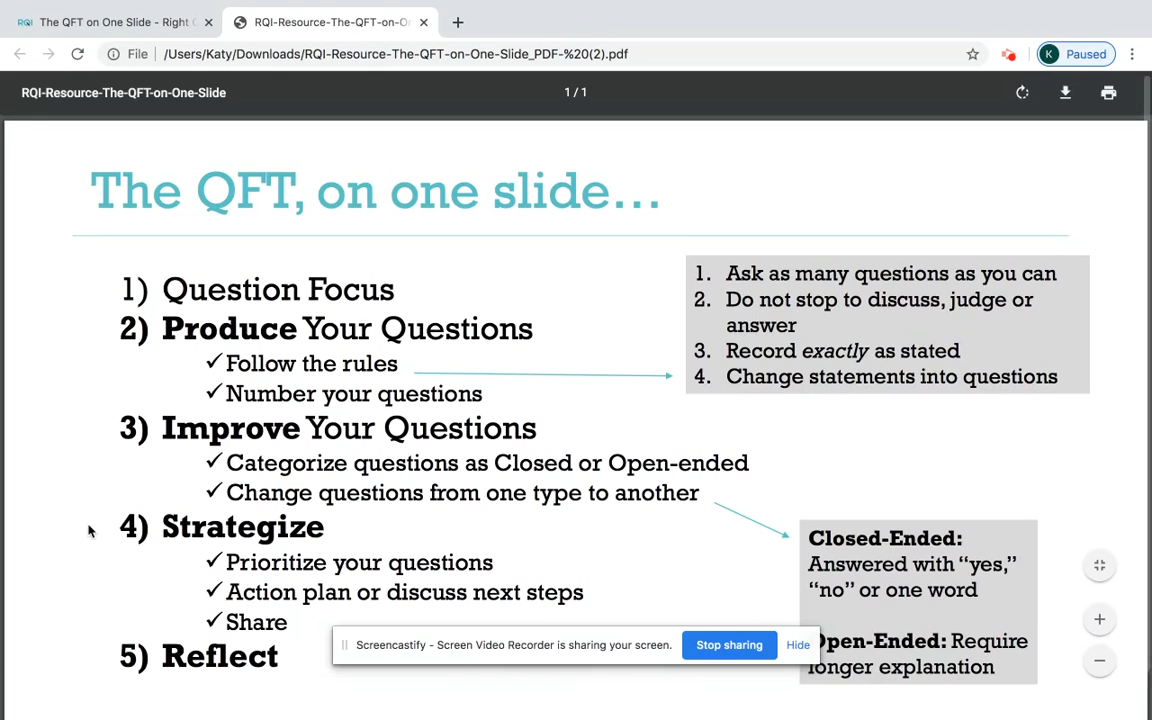 RQI The QFT on One Slide - Right
RQI-Resource-The-QFT-on-On
File /Users/Katy/Downloads/RQI-Resource-The-QFT-on-One-Slide_PDF-%20(2).pdf
K Paused
RQI-Resource-The-QFT-on-One-Slide
1 / 1
The QFT, on one slide...
1) Question Focus
2) Produce Your Questions
✓Follow the rules
✓Number your questions
1. Ask as many questions as you can
2. Do not stop to discuss, judge or
answer
3. Record exactly as stated
4. Change statements into questions
3) Improve Your Questions
✓Categorize questions as Closed or Open-ended
✓Change questions from one type to another
Closed-Ended:
Answered with “yes,”
“no” or one word
Open-Ended: Require
longer explanation
4) Strategize
✓Prioritize your questions
✓Action plan or discuss next steps
✓Share
5) Reflect
Screencastify - Screen Video Recorder is sharing your screen. Stop sharing Hide